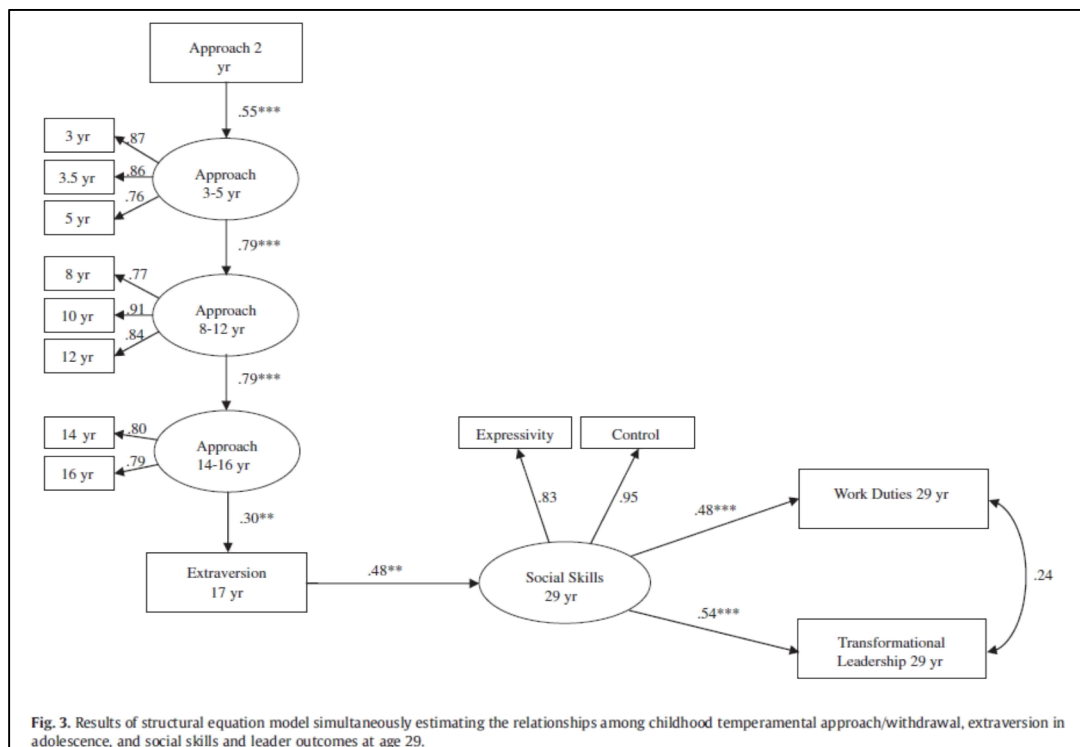 Approach 2
yr
.55***
3 yr
.87
3.5 yr
.86
5 yr
.76
Approach
3-5 yr
.79***
8 yr
.77
10 yr
.91
12 yr
.84
Approach
8-12 yr
.79***
14 yr
.80
16 yr
.79
Approach
14-16 yr
.30**
Extraversion
17 yr
.48**
Expressivity
Control
.83
.95
Social Skills
29 yr
.48***
Work Duties 29 yr
.54***
Transformational
Leadership 29 yr
.24
Fig. 3. Results of structural equation model simultaneously estimating the relationships among childhood temperamental approach/withdrawal, extraversion in
adolescence, and social skills and leader outcomes at age 29.